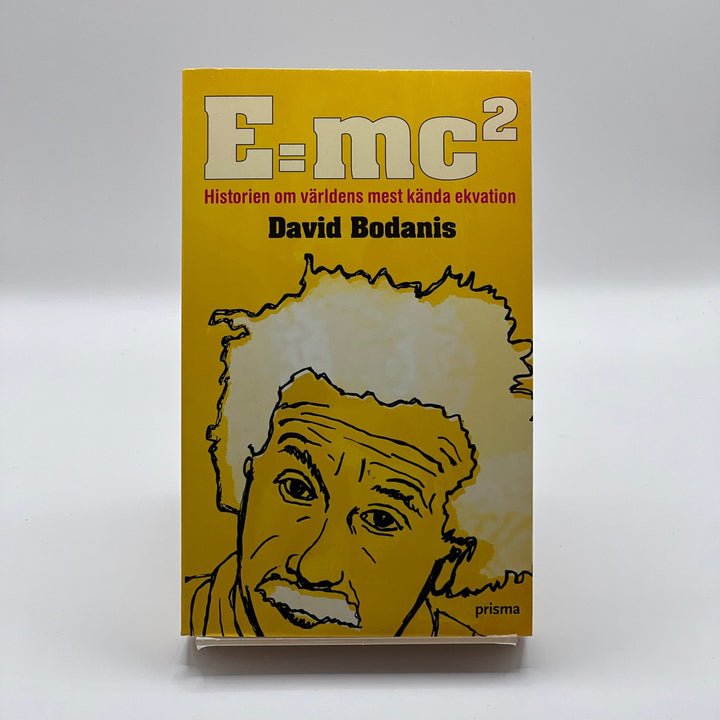 E=mc²
Historien om världens mest kända ekvation
David Bodanis
prisma